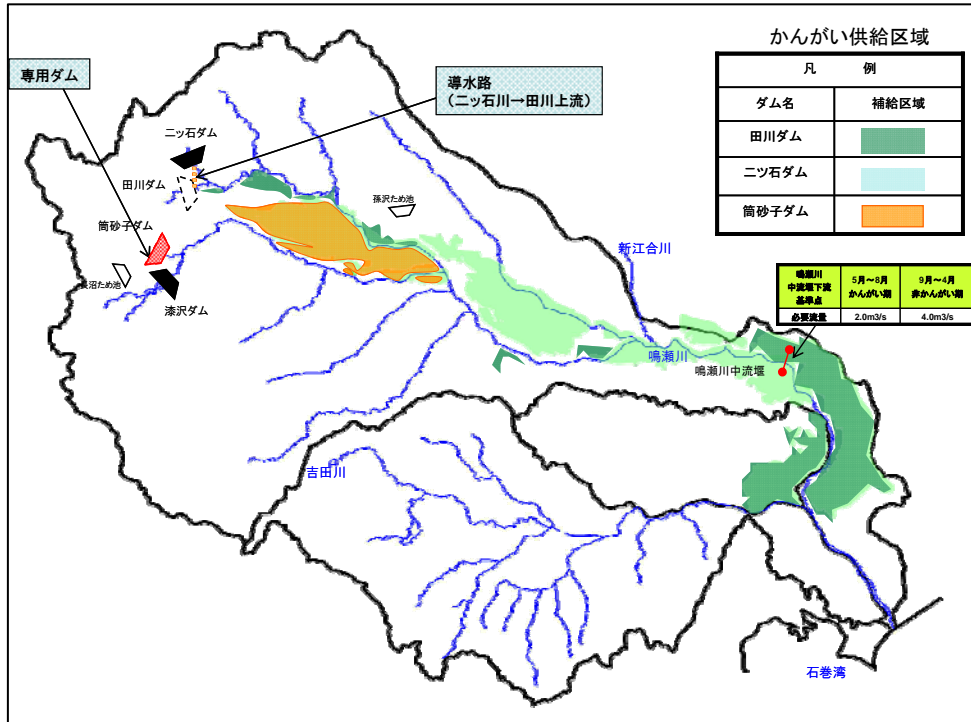 かんがい供給区域
凡 例
ダム名 補給区域
田川ダム
二ッ石ダム
筒砂子ダム
専用ダム
導水路
(二ッ石川→田川上流)
二ッ石ダム
田川ダム
筒砂子ダム
漆沢ダム
孫沢ため池
沼ため池
新江合川
鳴瀬川
中流堰下流
基準点
5月~8月
かんがい期
9月~4月
非かんがい期
必要流量 2.0m3/s 4.0m3/s
鳴瀬川
鳴瀬川中流堰
吉田川
石巻湾